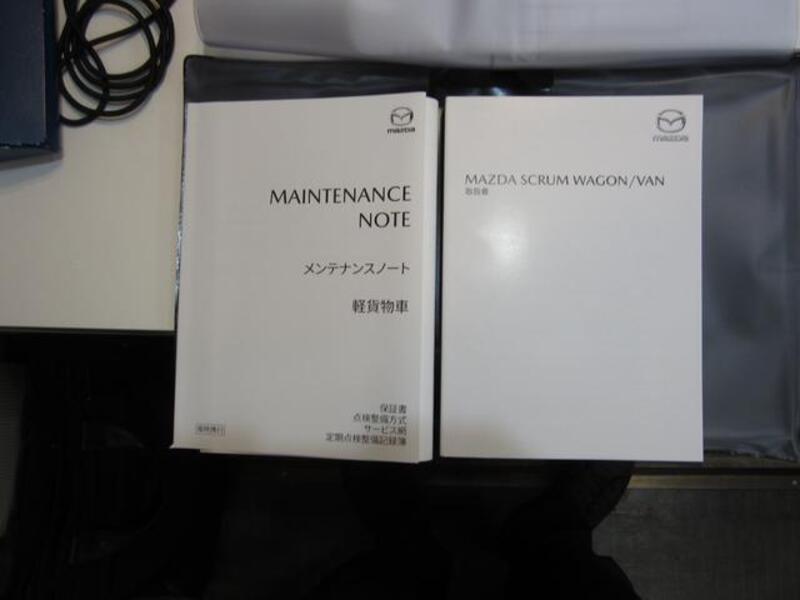 mazda
MAINTENANCE
NOTE
メンテナンスノート
軽貨物車
保証書
点検整備方式
サービス網
定期点検整備記録簿
mazda
MAZDA SCRUM WAGON/VAN
取扱書